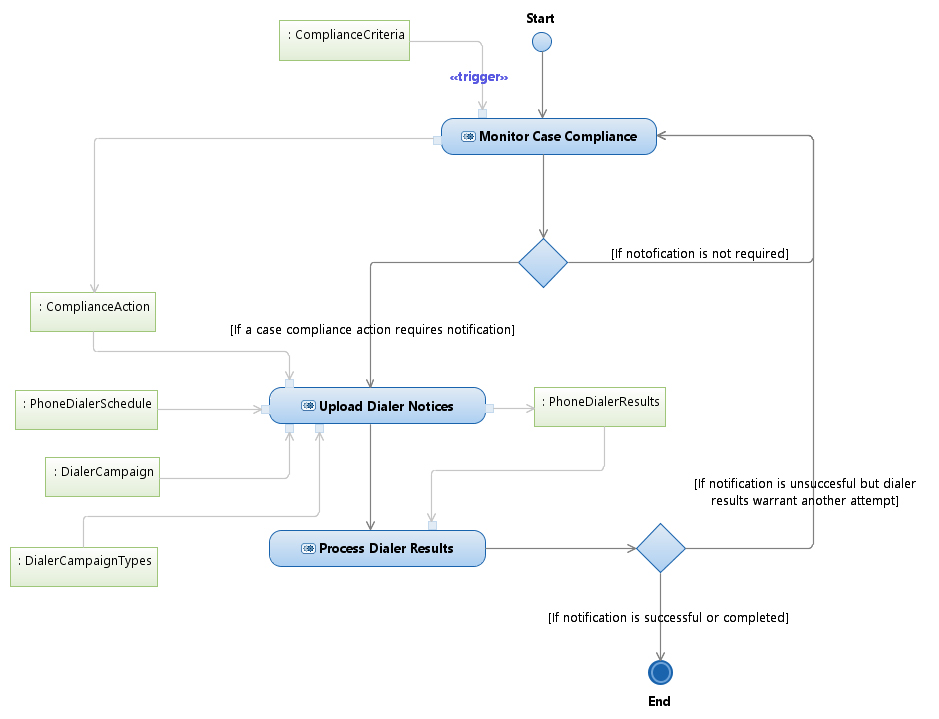 Start
: ComplianceCriteria
«trigger»
Monitor Case Compliance
[If notofication is not required]
: ComplianceAction
[If a case compliance action requires notification]
: PhoneDialerSchedule
Upload Dialer Notices
: PhoneDialerResults
: DialerCampaign
[If notification is unsuccesful but dialer
results warrant another attempt]
: DialerCampaignTypes
Process Dialer Results
[If notification is successful or completed]
End